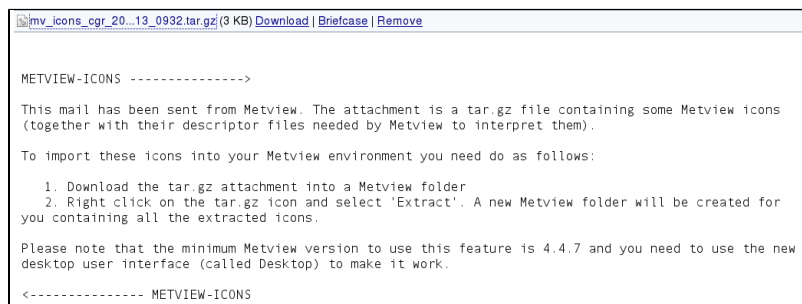 mv_icons_cgr_20...13_0932.tar.gz (3 KB) Download | Briefcase | Remove
METVIEW-ICONS --------------->
This mail has been sent from Metview. The attachment is a tar.gz file containing some Metview icons
(together with their descriptor files needed by Metview to interpret them).
To import these icons into your Metview environment you need do as follows:
1. Download the tar.gz attachment into a Metview folder
2. Right click on the tar.gz icon and select 'Extract'. A new Metview folder will be created for
you containing all the extracted icons.
Please note that the minimum Metview version to use this feature is 4.4.7 and you need to use the new
desktop user interface (called Desktop) to make it work.
<--------------- METVIEW-ICONS